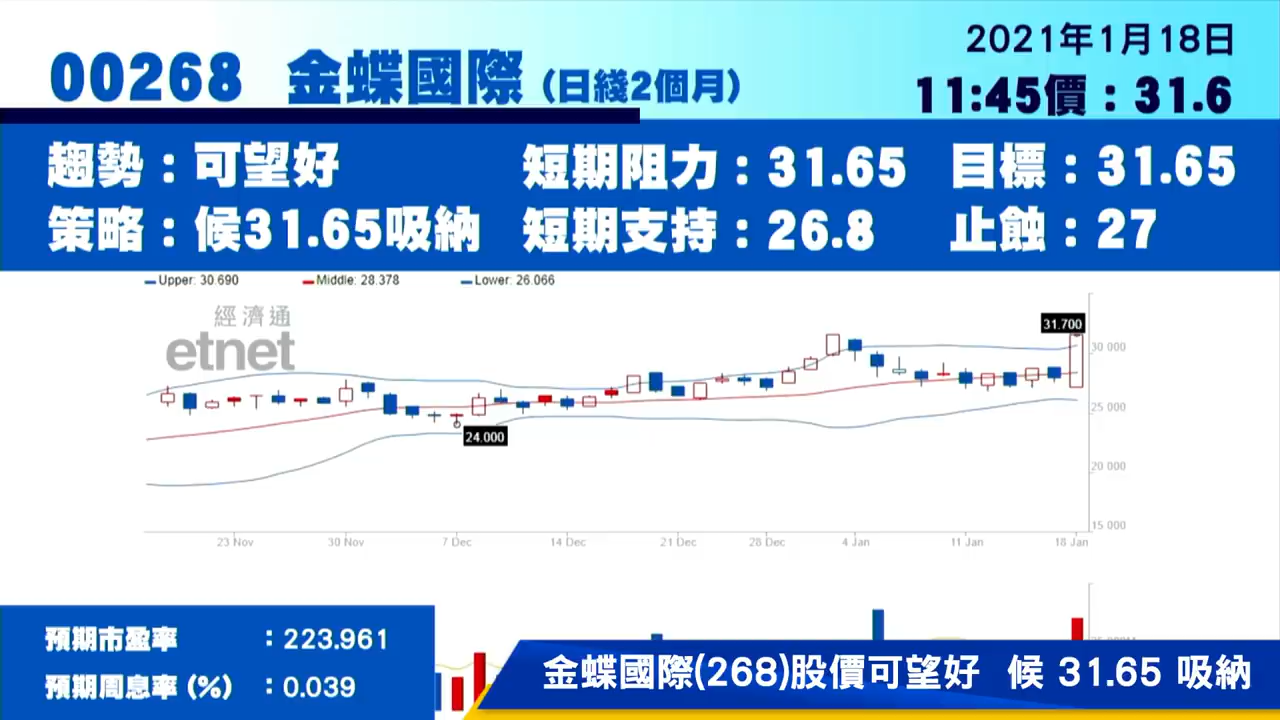 00268 金蝶國際 (日綫2個月)
2021年1月18日
11:45價：31.6
趨勢：可望好 短期阻力：31.65 目標：31.65
策略：候31.65吸納 短期支持：26.8 止蝕：27
Upper: 30.690 Middle: 28.378 Lower: 26.066
經濟通
etnet
31.700
30 000
25 000
24.000
20 000
15 000
23 Nov 30 Nov 7 Dec 14 Dec 21 Dec 28 Dec 4 Jan 11 Jan 18 Jan
預期市盈率 ：223.961
預期周息率 (%) ：0.039
金蝶國際(268)股價可望好 候 31.65 吸納